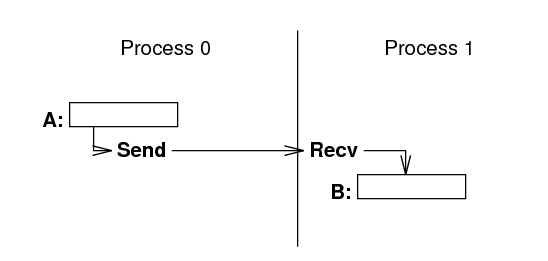 Process 0
Process 1
A:
Send
Recv
B: